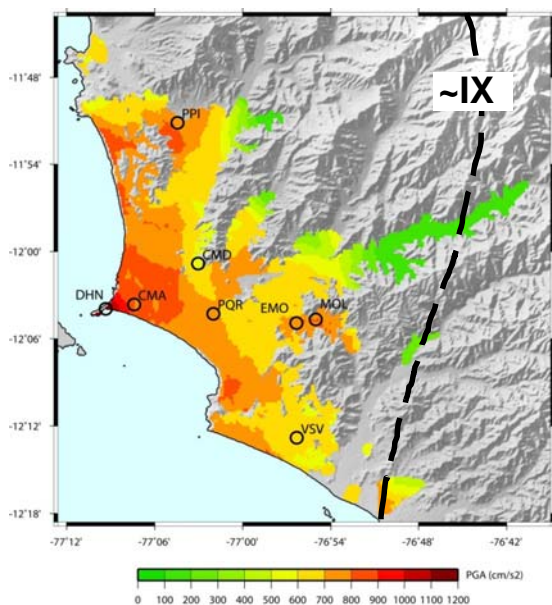 ~IX
-11˚48'
PPI
-11˚54'
-12˚00'
CMD
DHN
CMA
PQR
EMO
MOL
-12˚06'
-12˚12'
VSV
-12˚18'
-77˚12' -77˚06' -77˚00' -76˚54' -76˚48' -76˚42'
PGA (cm/s2)
0 100 200 300 400 500 600 700 800 900 1000 1100 1200